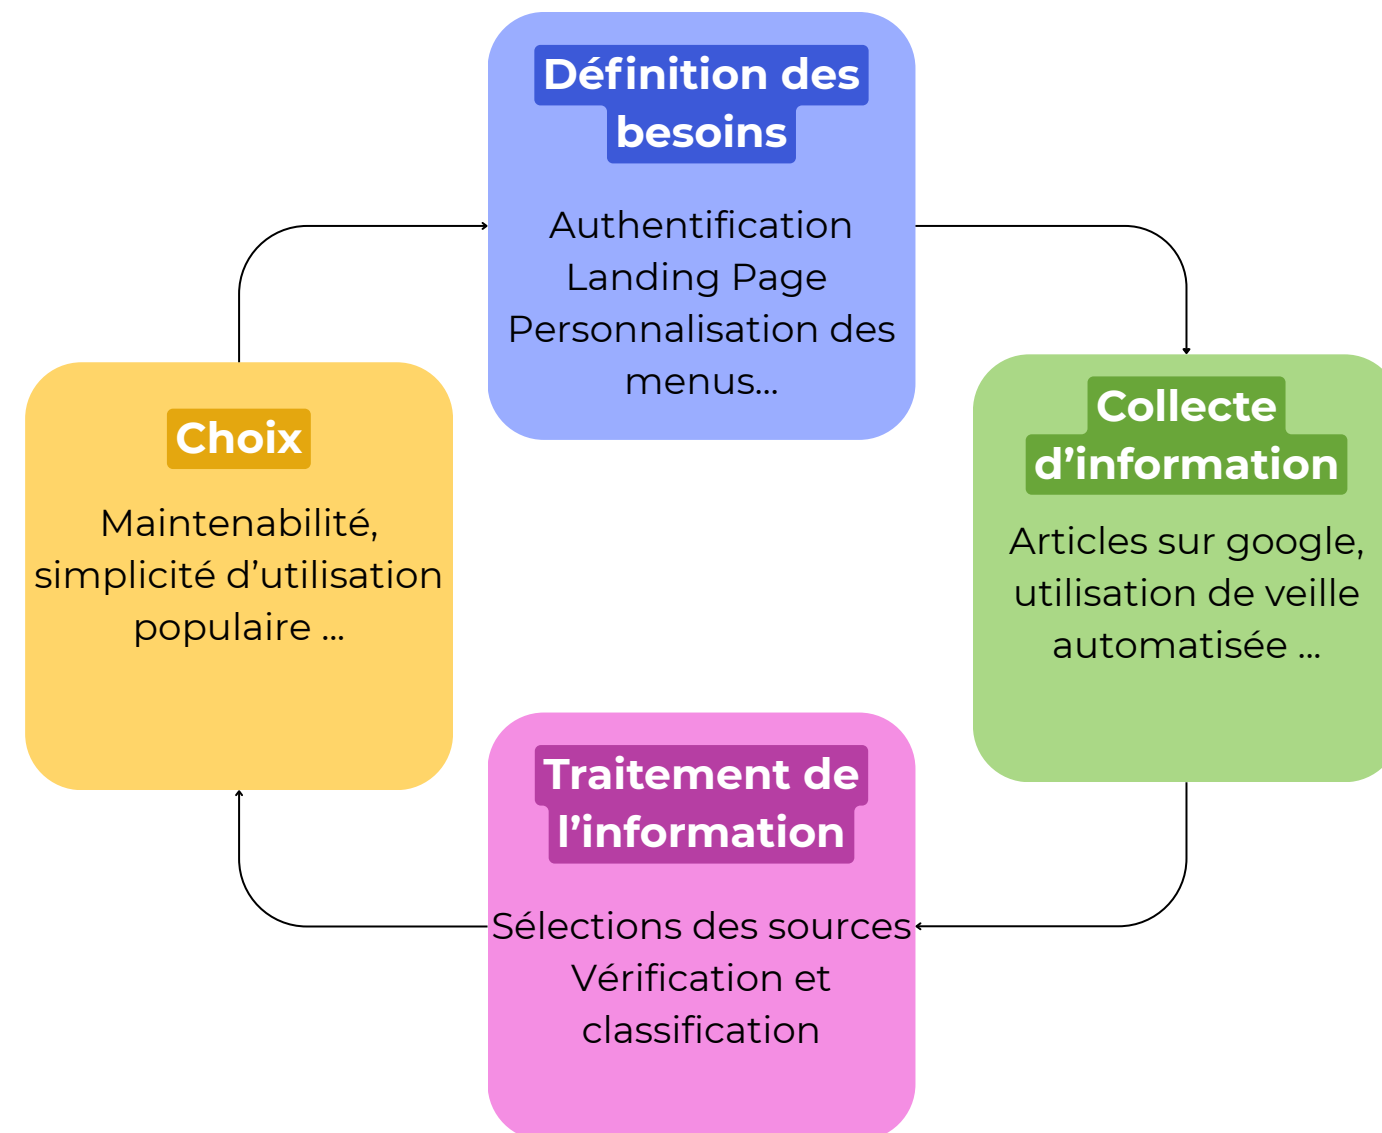 Définition des
besoins
Authentification
Landing Page
Personnalisation des
menus...
Choix
Maintenabilité,
simplicité d’utilisation
populaire ...
Collecte
d’information
Articles sur google,
utilisation de veille
automatisée ...
Traitement de
l’information
Sélections des sources
Vérification et
classification